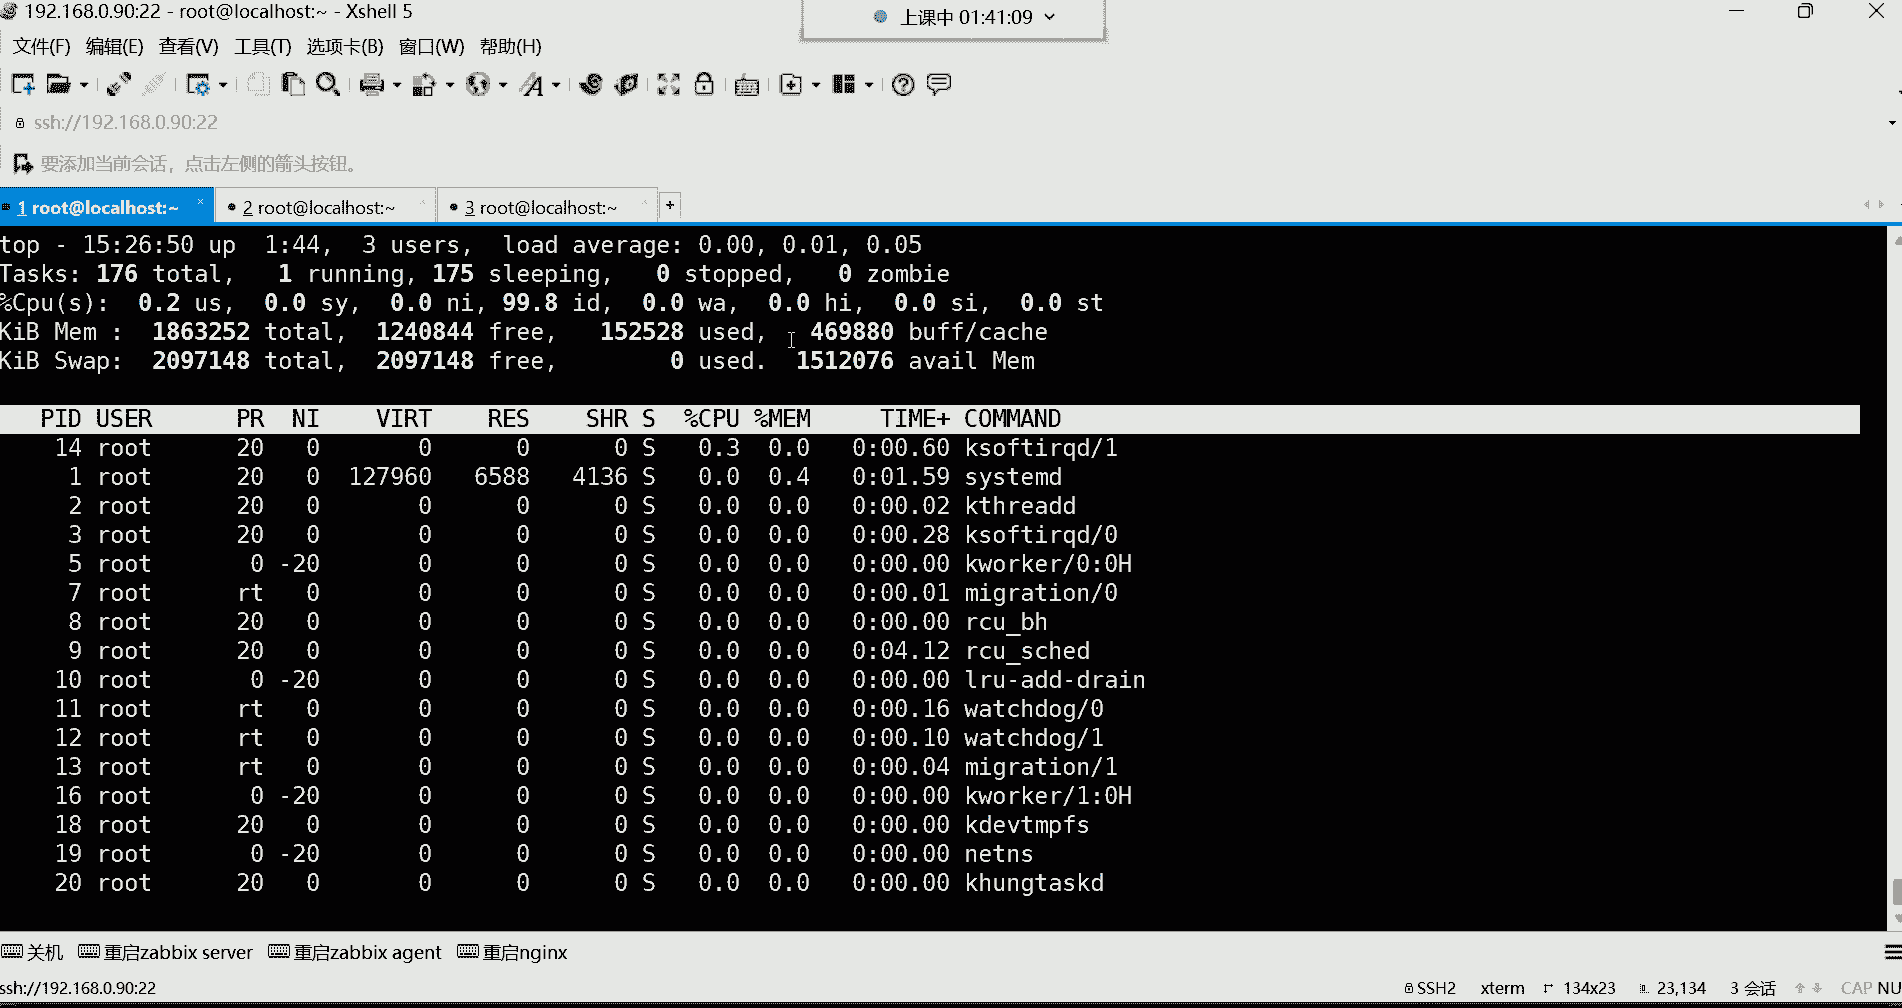 192.168.0.90:22 - root@localhost:~ - Xshell 5
上课中 01:41:09
文件(F) 编辑(E) 查看(V) 工具(T) 选项卡(B) 窗口(W) 帮助(H)
ssh://192.168.0.90:22
要添加当前会话，点击左侧的箭头按钮。
1 root@localhost:~ 2 root@localhost:~ 3 root@localhost:~ +
top - 15:26:50 up  1:44,  3 users,  load average: 0.00, 0.01, 0.05
Tasks: 176 total,   1 running, 175 sleeping,   0 stopped,   0 zombie
%Cpu(s):  0.2 us,  0.0 sy,  0.0 ni, 99.8 id,  0.0 wa,  0.0 hi,  0.0 si,  0.0 st
KiB Mem :  1863252 total,  1240844 free,   152528 used,   469880 buff/cache
KiB Swap:  2097148 total,  2097148 free,        0 used.  1512076 avail Mem
PID USER PR NI VIRT RES SHR S %CPU %MEM TIME+ COMMAND
14 root 20 0 0 0 0 S 0.3 0.0 0:00.60 ksoftirqd/1
1 root 20 0 127960 6588 4136 S 0.0 0.4 0:01.59 systemd
2 root 20 0 0 0 0 S 0.0 0.0 0:00.02 kthreadd
3 root 20 0 0 0 0 S 0.0 0.0 0:00.28 ksoftirqd/0
5 root 0 -20 0 0 0 S 0.0 0.0 0:00.00 kworker/0:0H
7 root rt 0 0 0 0 S 0.0 0.0 0:00.01 migration/0
8 root 20 0 0 0 0 S 0.0 0.0 0:00.00 rcu_bh
9 root 20 0 0 0 0 S 0.0 0.0 0:04.12 rcu_sched
10 root 0 -20 0 0 0 S 0.0 0.0 0:00.00 lru-add-drain
11 root rt 0 0 0 0 S 0.0 0.0 0:00.16 watchdog/0
12 root rt 0 0 0 0 S 0.0 0.0 0:00.10 watchdog/1
13 root rt 0 0 0 0 S 0.0 0.0 0:00.04 migration/1
16 root 0 -20 0 0 0 S 0.0 0.0 0:00.00 kworker/1:0H
18 root 20 0 0 0 0 S 0.0 0.0 0:00.00 kdevtmpfs
19 root 0 -20 0 0 0 S 0.0 0.0 0:00.00 netns
20 root 20 0 0 0 0 S 0.0 0.0 0:00.00 khungtaskd
关机 重启zabbix server 重启zabbix agent 重启nginx
ssh://192.168.0.90:22 SSH2 xterm 134x23 23,134 3 会话 CAP NU